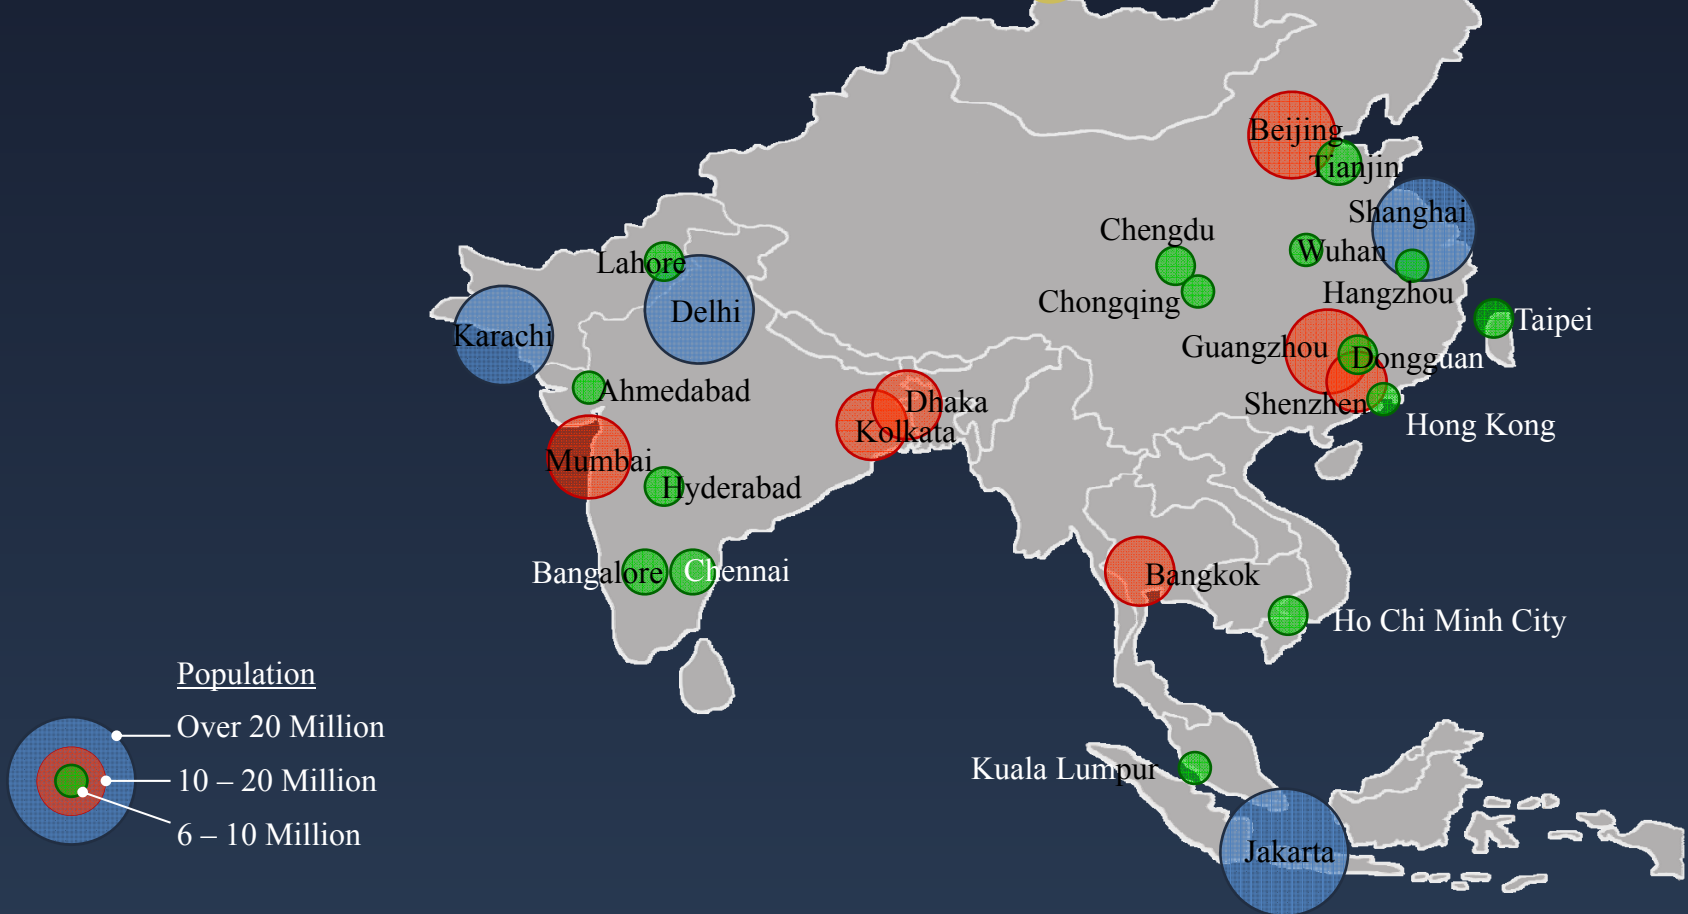 Beijing
Tianjin
Shanghai
Chengdu
Wuhan
Lahore
Hangzhou
Chongqing
Delhi
Taipei
Karachi
Guangzhou
Dongguan
Ahmedabad
Dhaka
Shenzhen
Hong Kong
Kolkata
Mumbai
Hyderabad
Bangalore
Chennai
Bangkok
Ho Chi Minh City
Population
Over 20 Million
10 – 20 Million
6 – 10 Million
Kuala Lumpur
Jakarta